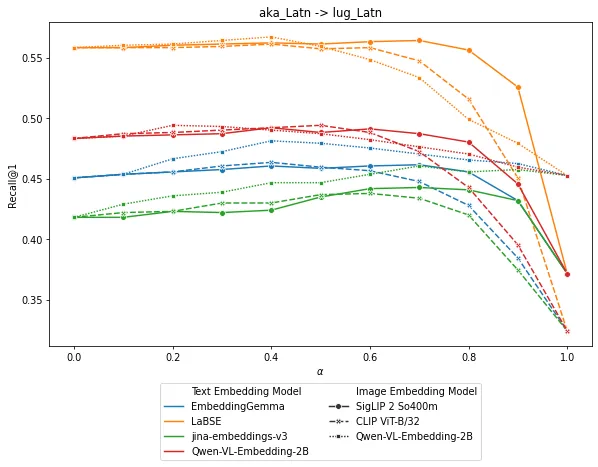 aka_Latn -> lug_Latn
Recall@1
0.55
0.50
0.45
0.40
0.35
0.0
0.2
0.4
0.6
0.8
1.0
α
Text Embedding Model
EmbeddingGemma
LaBSE
jina-embeddings-v3
Qwen-VL-Embedding-2B
Image Embedding Model
SigLIP 2 So400m
CLIP ViT-B/32
Qwen-VL-Embedding-2B